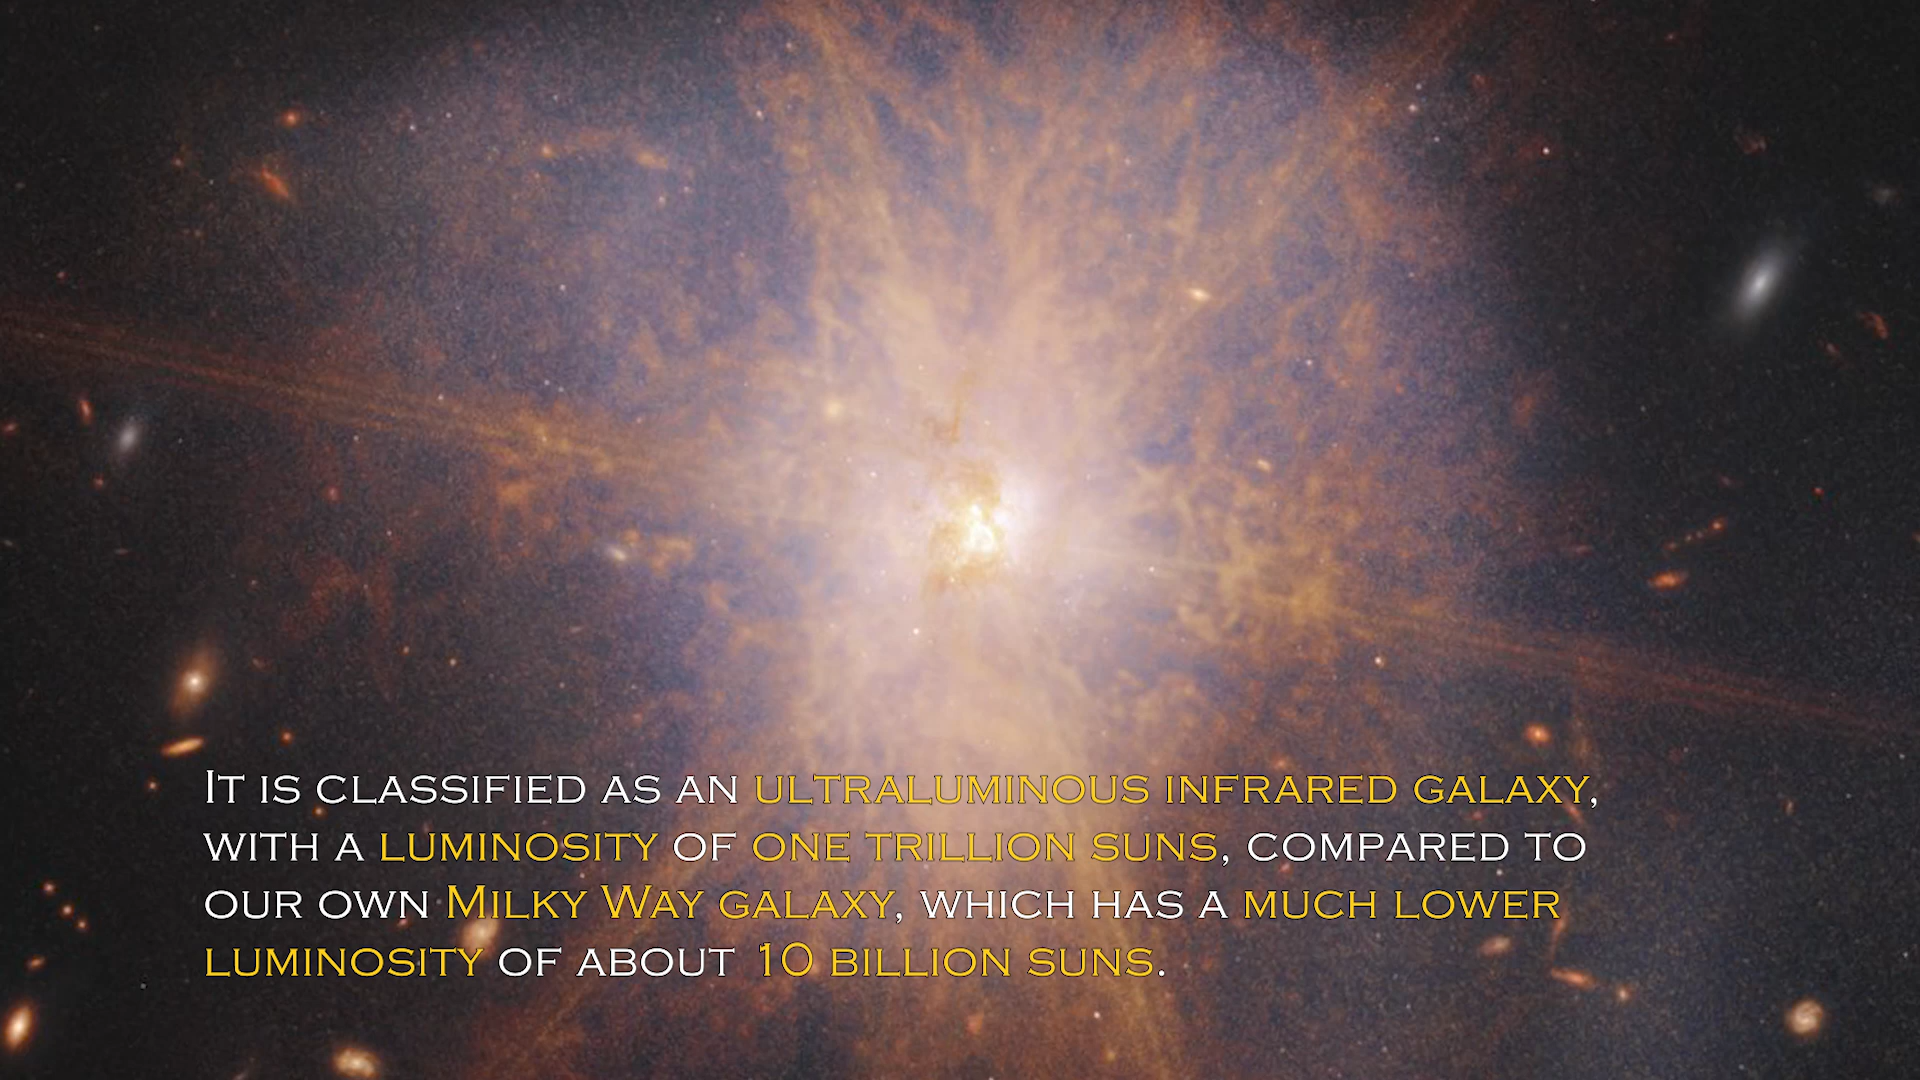 It is classified as an ultraluminous infrared galaxy,
with a luminosity of one trillion suns, compared to
our own Milky Way galaxy, which has a much lower
luminosity of about 10 billion suns.